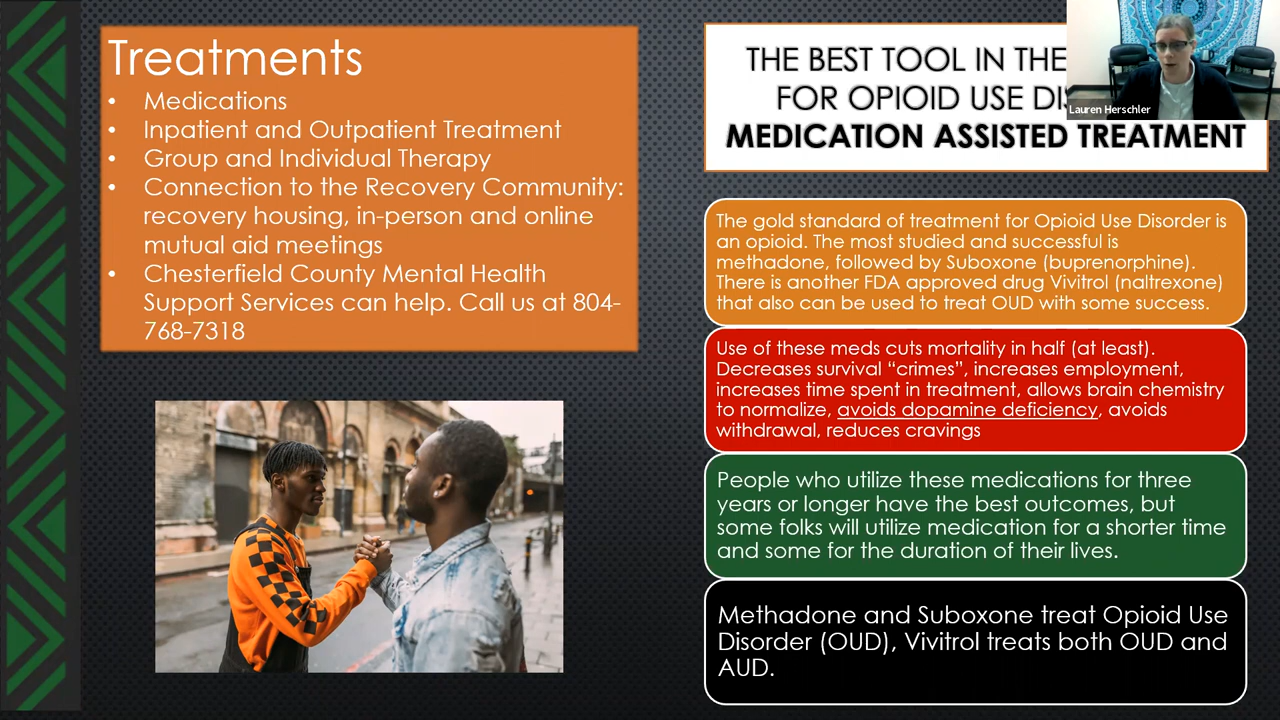 Treatments
• Medications
• Inpatient and Outpatient Treatment
• Group and Individual Therapy
• Connection to the Recovery Community:
recovery housing, in-person and online
mutual aid meetings
• Chesterfield County Mental Health
Support Services can help. Call us at 804-
768-7318
THE BEST TOOL IN THE
FOR OPIOID USE
MEDICATION ASSISTED TREATMENT
Lauren Herschler
The gold standard of treatment for Opioid Use Disorder is
an opioid. The most studied and successful is
methadone, followed by Suboxone (buprenorphine).
There is another FDA approved drug Vivitrol (naltrexone)
that also can be used to treat OUD with some success.
Use of these meds cuts mortality in half (at least).
Decreases survival “crimes”, increases employment,
increases time spent in treatment, allows brain chemistry
to normalize, avoids dopamine deficiency, avoids
withdrawal, reduces cravings
People who utilize these medications for three
years or longer have the best outcomes, but
some folks will utilize medication for a shorter time
and some for the duration of their lives.
Methadone and Suboxone treat Opioid Use
Disorder (OUD), Vivitrol treats both OUD and
AUD.